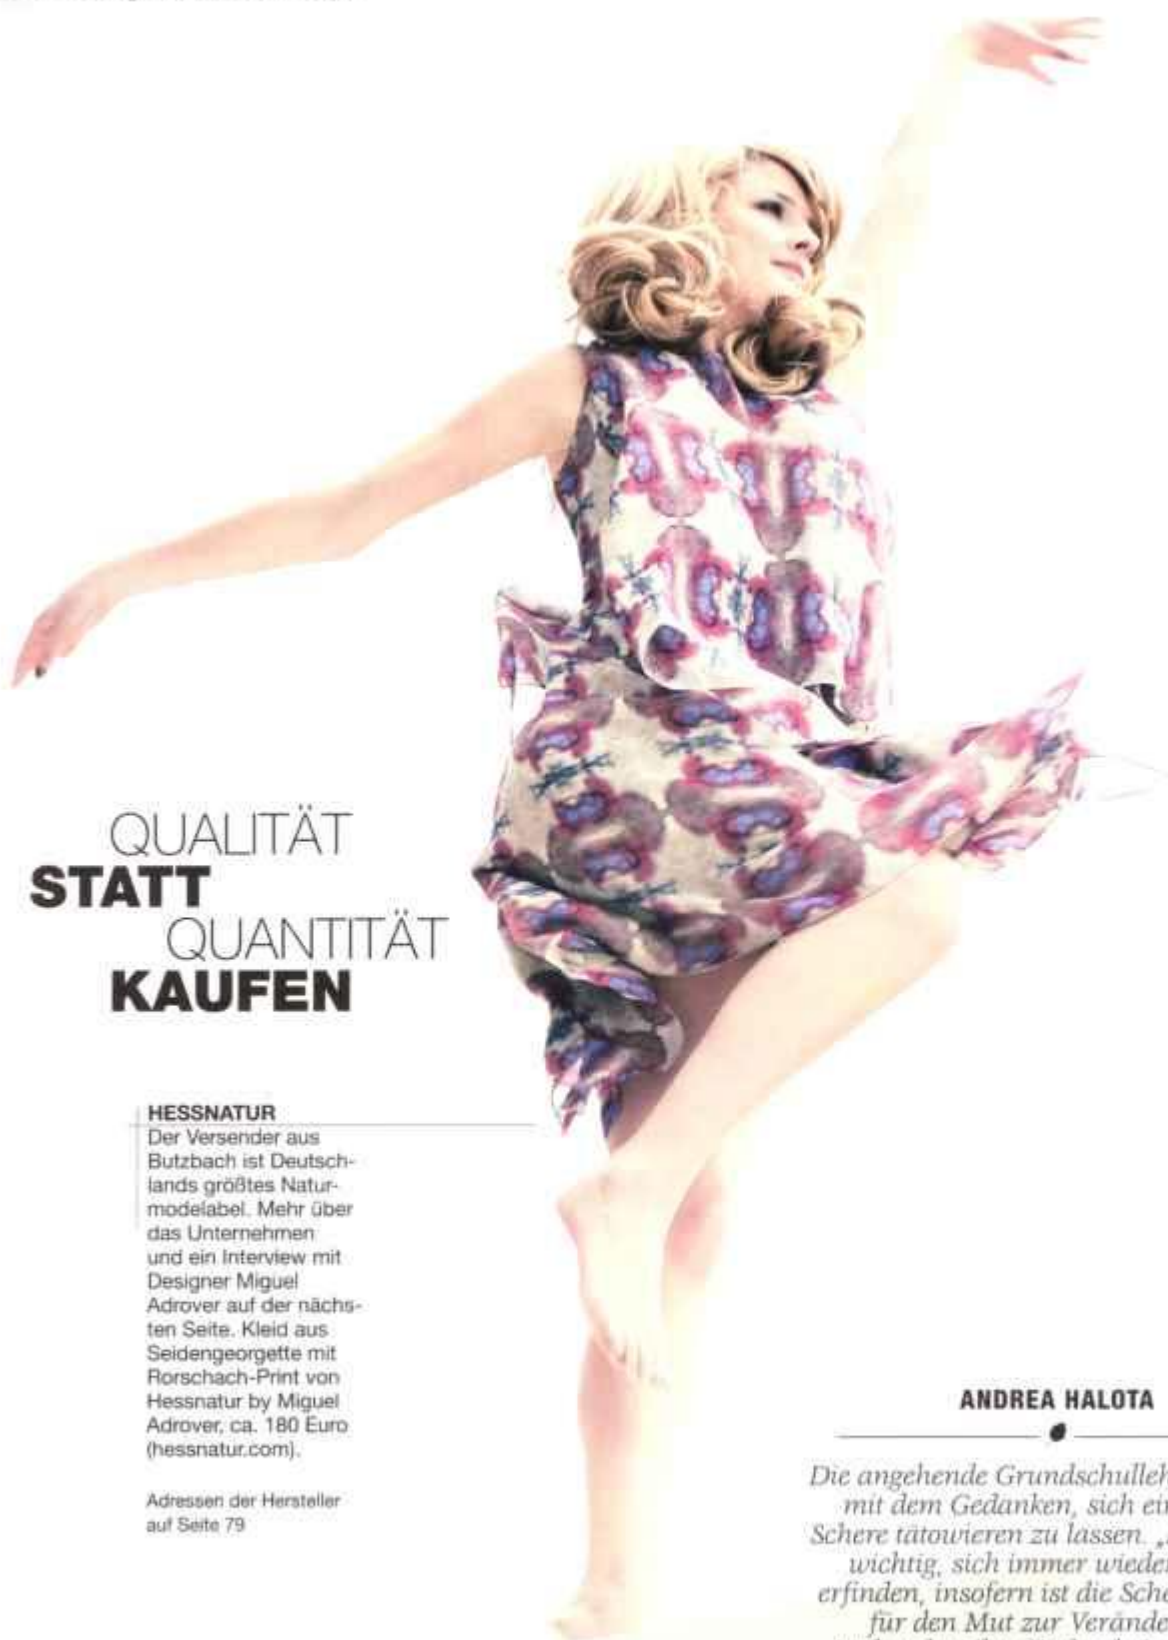 QUALITÄT
STATT
QUANTITÄT
KAUFEN
HESSNATUR
Der Versender aus
Butzbach ist Deutsch-
lands größtes Natur-
modelabel. Mehr über
das Unternehmen
und ein Interview mit
Designer Miguel
Adrover auf der nächs-
ten Seite. Kleid aus
Seidengeorgette mit
Rorschach-Print von
Hessnatur by Miguel
Adrover, ca. 180 Euro
(hessnatur.com).
Adressen der Hersteller
auf Seite 79
ANDREA HALOTA
Die angehende Grundschulleh
mit dem Gedanken, sich ein
Schere tätowieren zu lassen. „
wichtig, sich immer wieder
erfinden, insofern ist die Sche
für den Mut zur Verände